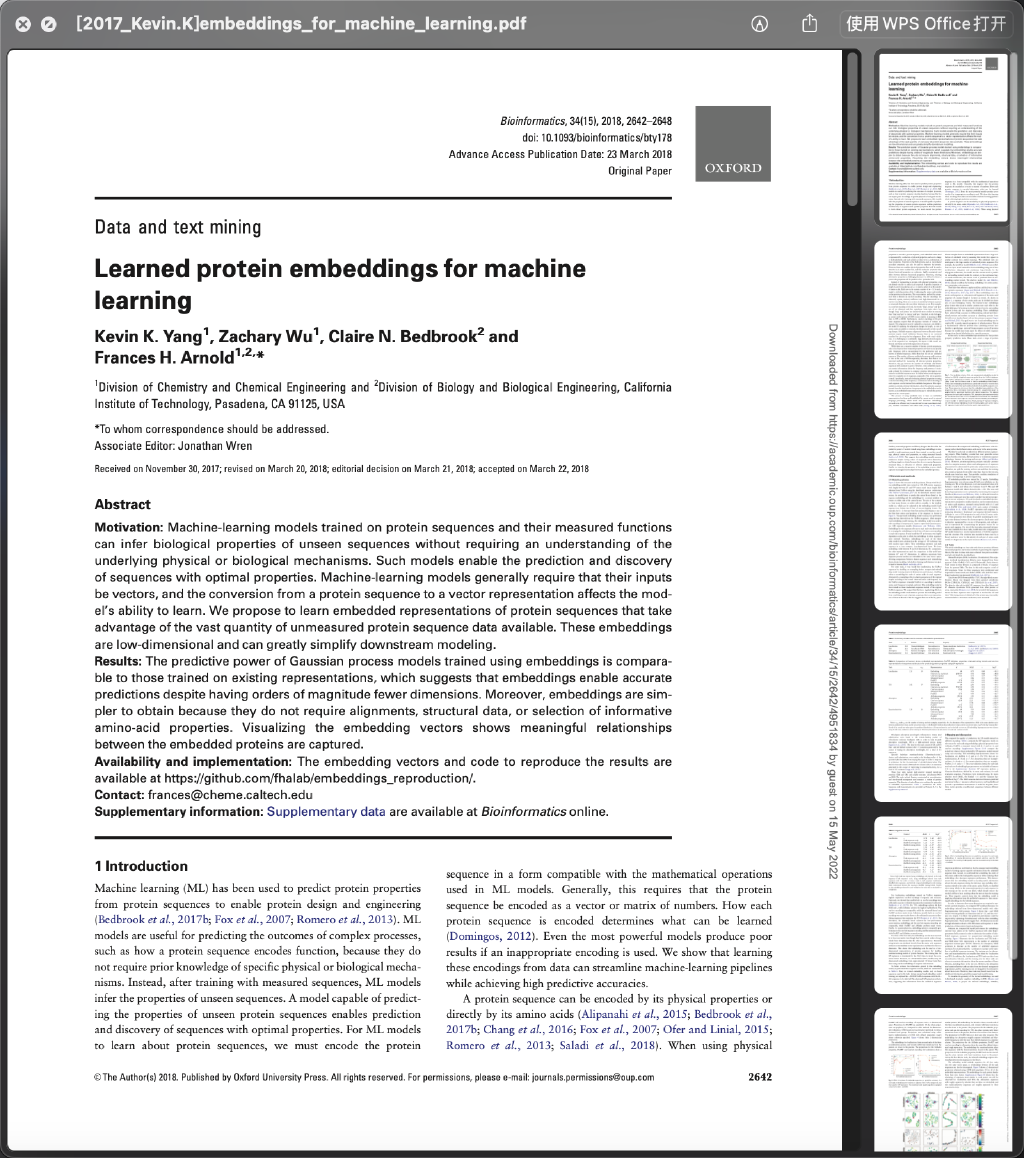 [2017_Kevin.K]embeddings_for_machine_learning.pdf
使用 WPS Office 打开
Bioinformatics, 34(15), 2018, 2642–2648
doi: 10.1093/bioinformatics/bty178
Advance Access Publication Date: 23 March 2018
Original Paper
OXFORD
Data and text mining
Learned protein embeddings for machine
learning
Kevin K. Yang1, Zachary Wu1, Claire N. Bedbrook2 and
Frances H. Arnold1,2,*
1Division of Chemistry and Chemical Engineering and 2Division of Biology and Biological Engineering, California
Institute of Technology, Pasadena, CA 91125, USA
*To whom correspondence should be addressed.
Associate Editor: Jonathan Wren
Received on November 30, 2017; revised on March 20, 2018; editorial decision on March 21, 2018; accepted on March 22, 2018
Abstract
Motivation: Machine-learning models trained on protein sequences and their measured functions
can infer biological properties of unseen sequences without requiring an understanding of the
underlying physical or biological mechanisms. Such models enable the prediction and discovery
of sequences with optimal properties. Machine-learning models generally require that their inputs
be vectors, and the conversion from a protein sequence to a vector representation affects the mod-
el's ability to learn. We propose to learn embedded representations of protein sequences that take
advantage of the vast quantity of unmeasured protein sequence data available. These embeddings
are low-dimensional and can greatly simplify downstream modeling.
Results: The predictive power of Gaussian process models trained using embeddings is compara-
ble to those trained on existing representations, which suggests that embeddings enable accurate
predictions despite having orders of magnitude fewer dimensions. Moreover, embeddings are sim-
pler to obtain because they do not require alignments, structural data, or selection of informative
amino-acid properties. Visualizing the embedding vectors shows meaningful relationships
between the embedded proteins are captured.
Availability and implementation: The embedding vectors and code to reproduce the results are
available at https://github.com/fhalab/embeddings_reproduction/.
Contact: frances@cheme.caltech.edu
Supplementary information: Supplementary data are available at Bioinformatics online.
1 Introduction
Machine learning (ML) has been used to predict protein properties
from protein sequences to enable protein design and engineering
(Bedbrook et al., 2017b; Fox et al., 2007; Romero et al., 2013). ML
models are useful for predicting the outcomes of complex processes,
such as how a protein sequence encodes function, because they do
not require prior knowledge of specific physical or biological mecha-
nisms. Instead, after training with measured sequences, ML models
infer the properties of unseen sequences. A model capable of predict-
ing the properties of unseen protein sequences enables prediction
and discovery of sequences with optimal properties. For ML models
to learn about protein sequences, we must encode the protein
sequence in a form compatible with the mathematical operations
used in ML models. Generally, this requires that the protein
sequence be encoded as a vector or matrix of numbers. How each
protein sequence is encoded determines what can be learned
(Domingos, 2012). Even the most powerful models produce poor
results if an inappropriate encoding is used. We show that learning
these encodings from data can streamline machine-learning pipelines
while achieving high predictive accuracies.
A protein sequence can be encoded by its physical properties or
directly by its amino acids (Alipanahi et al., 2015; Bedbrook et al.,
2017b; Chang et al., 2016; Fox et al., 2007; Ofer and Linial, 2015;
Romero et al., 2013; Saladi et al., 2018). When using physical
© The Author(s) 2018. Published by Oxford University Press. All rights reserved. For permissions, please e-mail: journals.permissions@oup.com
2642
Downloaded from https://academic.oup.com/bioinformatics/article/34/15/2642/4951834 by guest on 15 May 2022